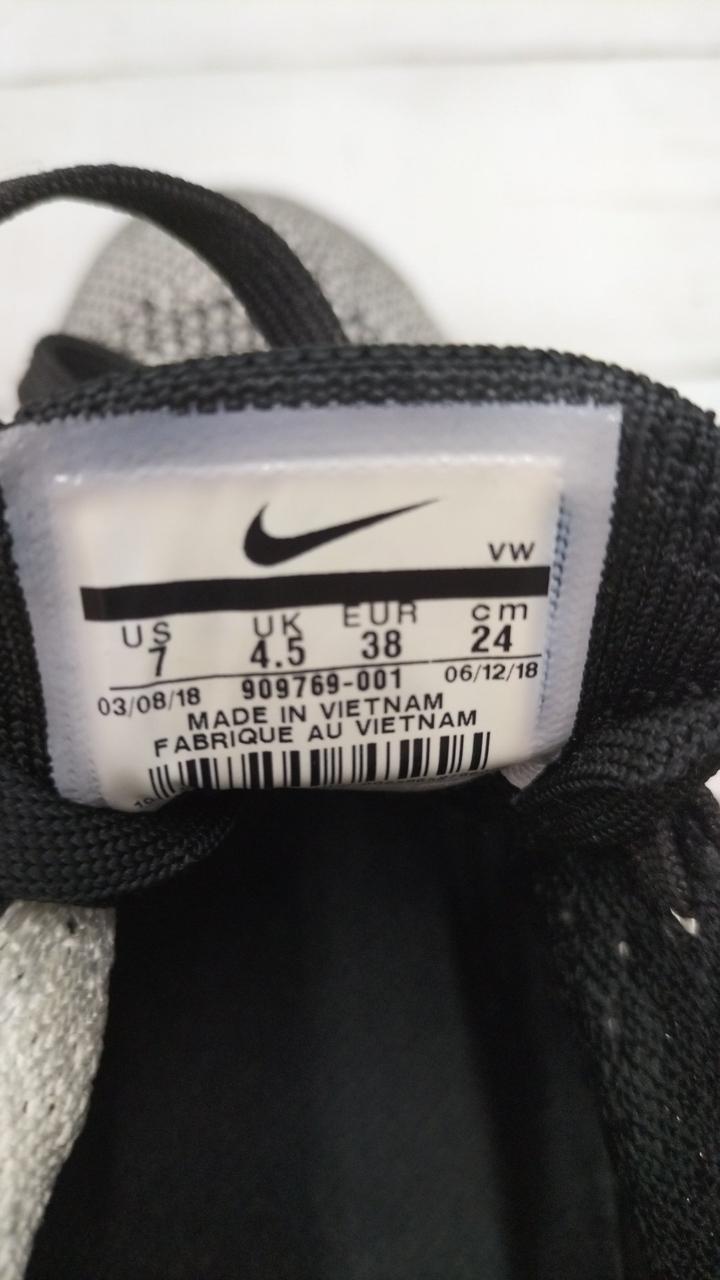 VW
US UK EUR cm
7 4.5 38 24
03/08/18 909769-001 06/12/18
MADE IN VIETNAM
FABRIQUE AU VIETNAM